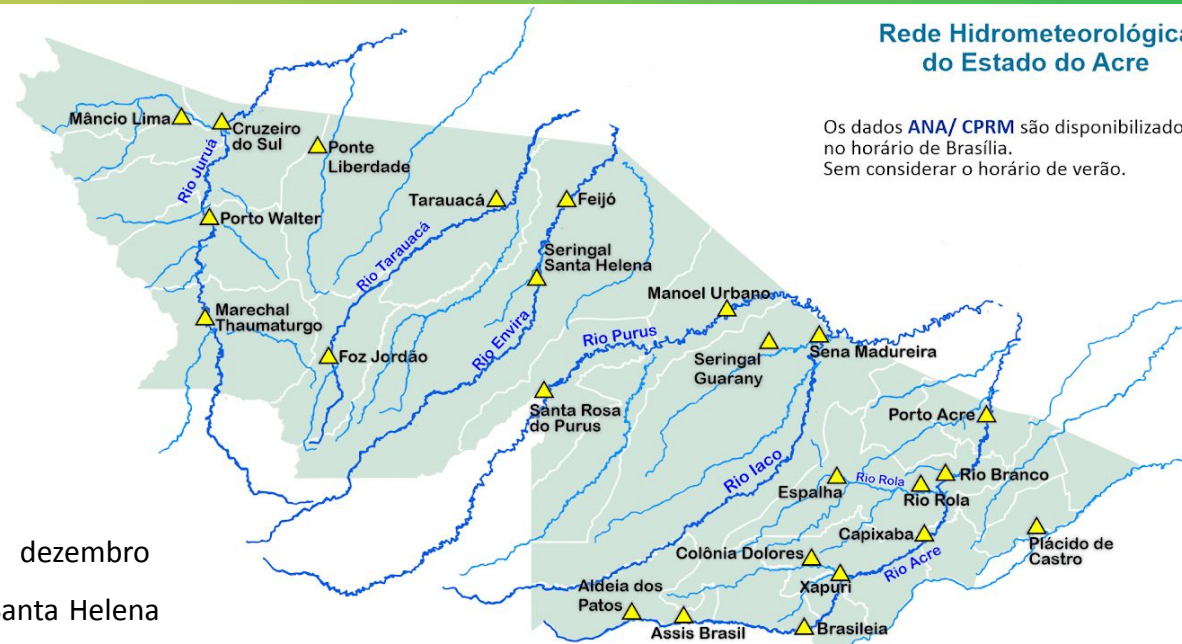 Rede Hidrometeorológica
do Estado do Acre
Os dados ANA/ CPRM são
no horário de Brasília.
Sem considerar o horário de verão.
Mâncio Lima
Cruzeiro
do Sul
Ponte
Liberdade
Rio Juruá
Porto Walter
Tarauacá
Feijó
Rio Tarauacá
Seringal
Santa Helena
Manoel Urbano
Marechal
Thaumaturgo
Foz Jordão
Rio Envira
Rio Purus
Seringal
Guarany
Sena Madureira
Santa Rosa
do Purus
Porto Acre
Rio Iaco
Espalha
Rio Rola
Rio Rola
Rio Branco
Capixaba
Plácido de
Castro
Colônia Dolores
Rio Acre
Xapuri
Aldeia dos
Patos
Assis Brasil
Brasileia
dezembro
Helena